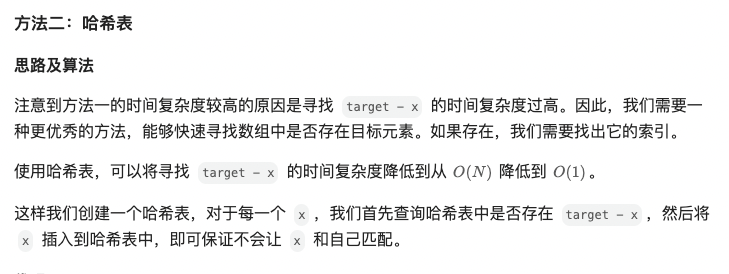 方法二：哈希表
思路及算法
注意到方法一的时间复杂度较高的原因是寻找 target - x 的时间复杂度过高。因此，我们需要一
种更优秀的方法，能够快速寻找数组中是否存在目标元素。如果存在，我们需要找出它的索引。
使用哈希表，可以将寻找 target - x 的时间复杂度降低到从 O(N) 降低到 O(1)。
这样我们创建一个哈希表，对于每一个 x，我们首先查询哈希表中是否存在 target - x，然后将
x 插入到哈希表中，即可保证不会让 x 和自己匹配。